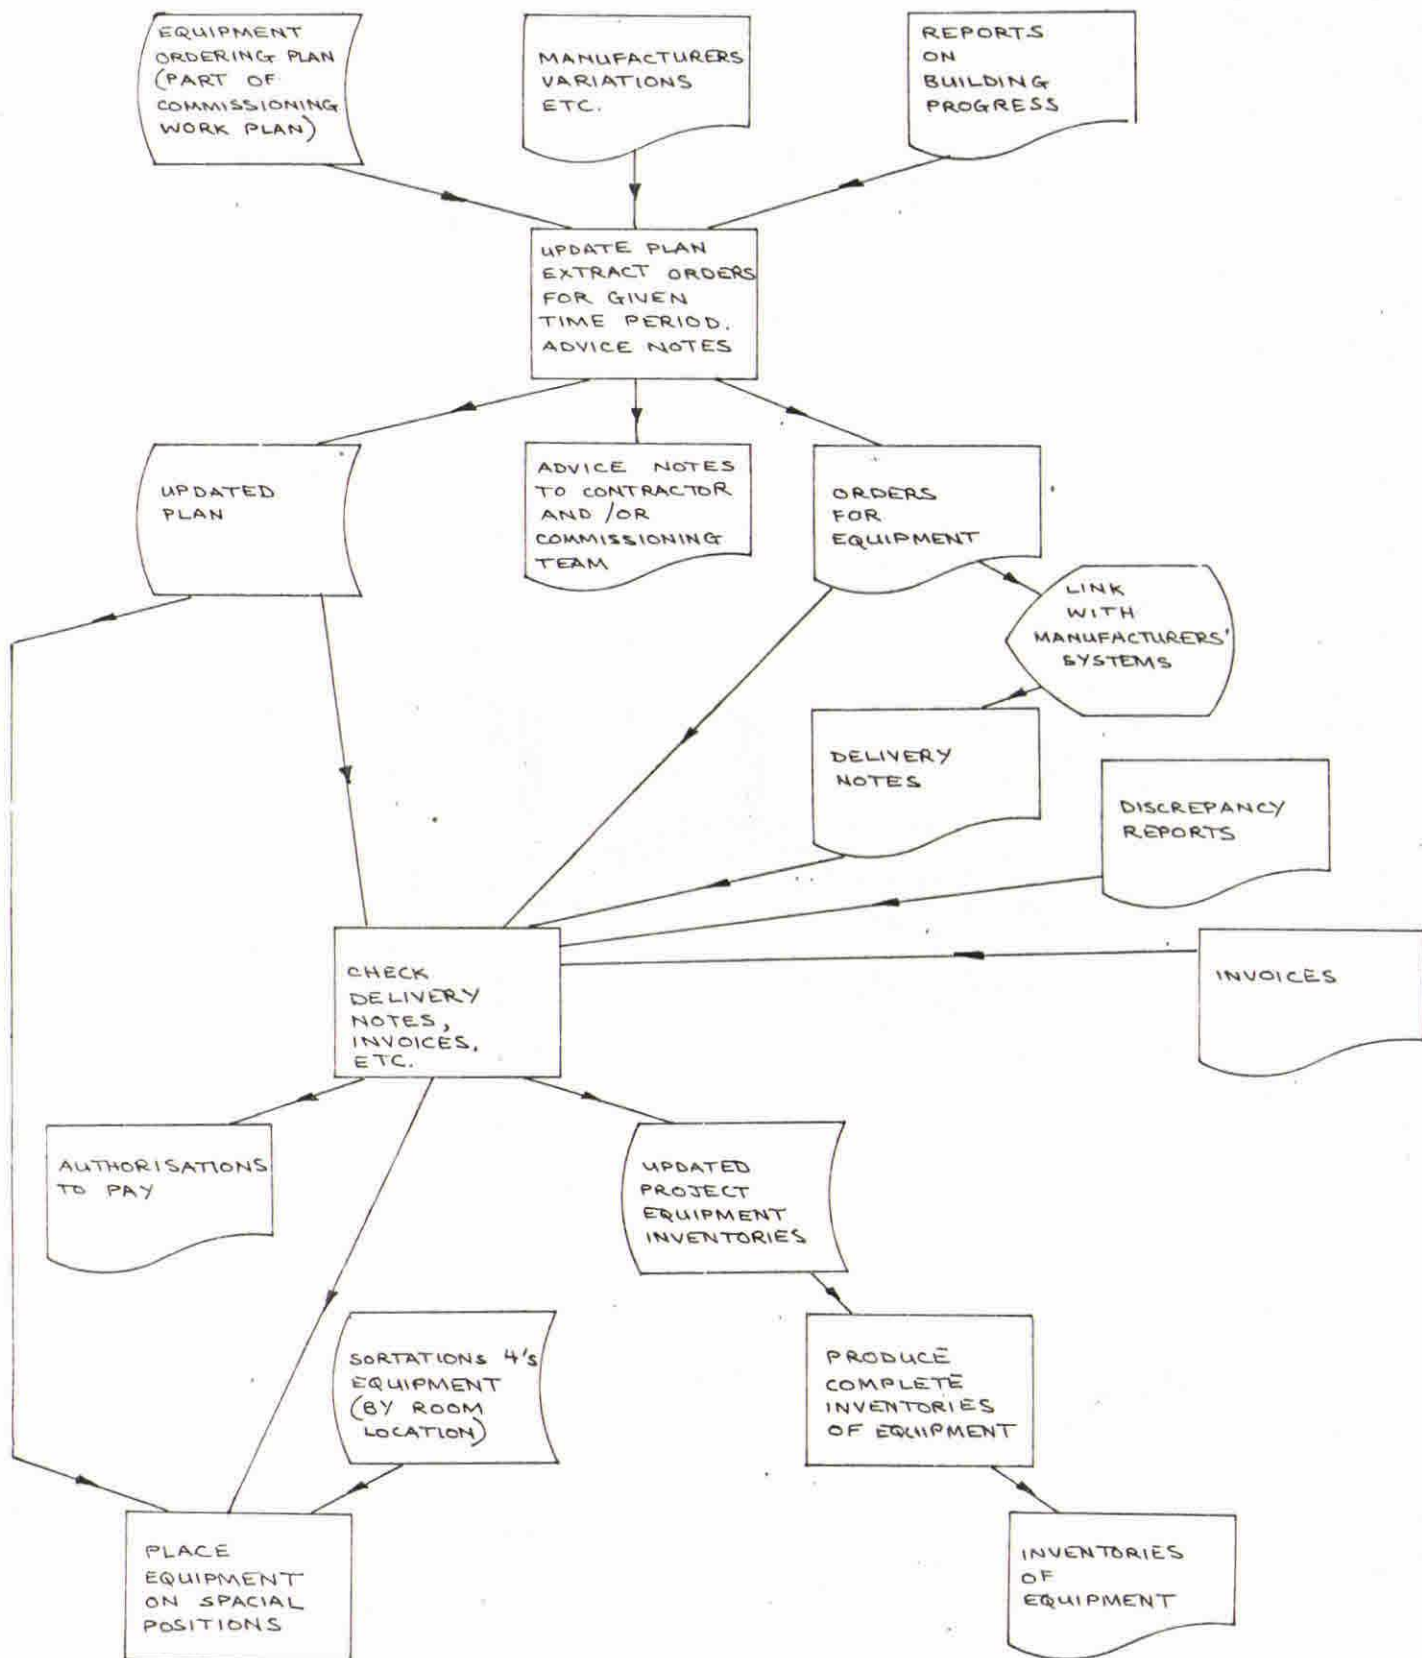 EQUIPMENT
ORDERING PLAN
(PART OF
COMMISSIONING
WORK PLAN)
MANUFACTURERS
VARIATIONS
ETC.
REPORTS
ON
BUILDING
PROGRESS
UPDATE PLAN
EXTRACT ORDERS
FOR GIVEN
TIME PERIOD.
ADVICE NOTES
UPDATED
PLAN
ADVICE NOTES
TO CONTRACTOR
AND /OR
COMMISSIONING
TEAM
ORDERS
FOR
EQUIPMENT
LINK
WITH
MANUFACTURERS'
SYSTEMS
DELIVERY
NOTES
DISCREPANCY
REPORTS
INVOICES
CHECK
DELIVERY
NOTES,
INVOICES,
ETC.
AUTHORISATIONS
TO PAY
UPDATED
PROJECT
EQUIPMENT
INVENTORIES
SORTATIONS 4's
EQUIPMENT
(BY ROOM
LOCATION)
PRODUCE
COMPLETE
INVENTORIES
OF EQUIPMENT
PLACE
EQUIPMENT
ON SPACIAL
POSITIONS
INVENTORIES
OF
EQUIPMENT